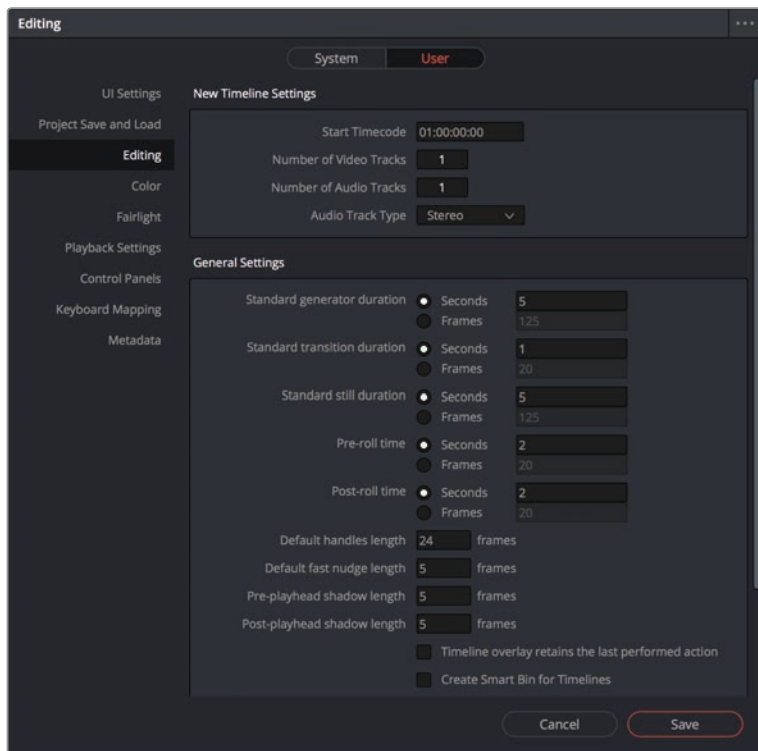 Editing
System User
UI Settings
Project Save and Load
Editing
Color
Fairlight
Playback Settings
Control Panels
Keyboard Mapping
Metadata
New Timeline Settings
Start Timecode 01:00:00:00
Number of Video Tracks 1
Number of Audio Tracks 1
Audio Track Type Stereo
General Settings
Standard generator duration Seconds 5
Frames 125
Standard transition duration Seconds 1
Frames 20
Standard still duration Seconds 5
Frames 125
Pre-roll time Seconds 2
Frames 20
Post-roll time Seconds 2
Frames 20
Default handles length 24 frames
Default fast nudge length 5 frames
Pre-playhead shadow length 5 frames
Post-playhead shadow length 5 frames
Timeline overlay retains the last performed action
Create Smart Bin for Timelines
Cancel Save